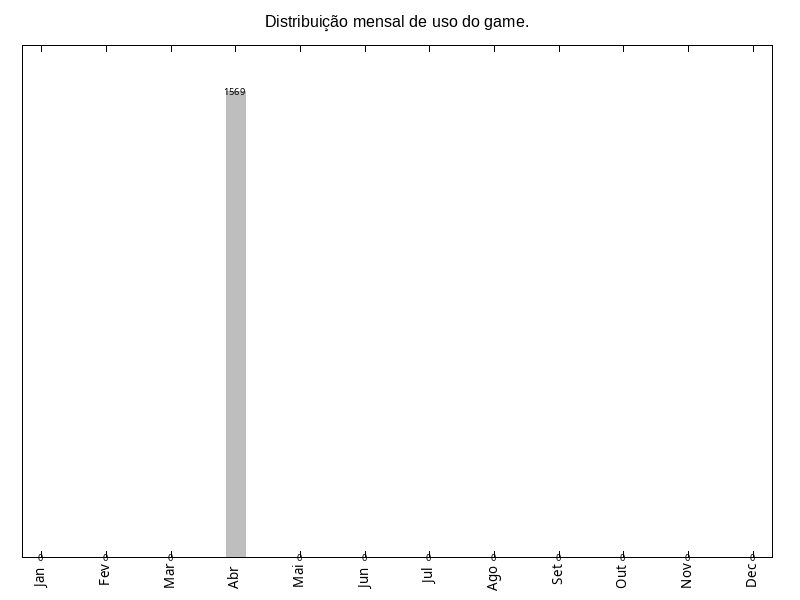 Distribuição mensal de uso do game.
1569
0 0 0 0 0 0 0 0 0 0 0
Jan Fev Mar Abr Mai Jun Jul Ago Set Out Nov Dec